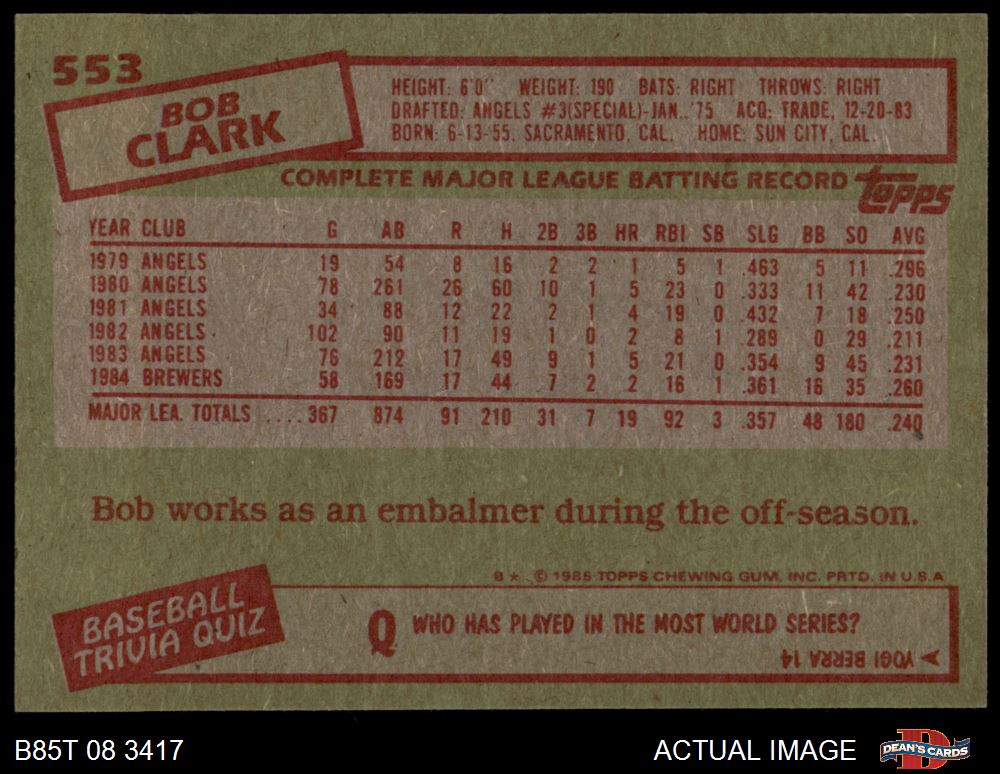 553
BOB
CLARK
HEIGHT: 6'0" WEIGHT: 190 BATS: RIGHT THROWS: RIGHT
DRAFTED: ANGELS #3(SPECIAL)-JAN. '75 ACQ: TRADE, 12-20-83
BORN: 6-13-55, SACRAMENTO, CAL. HOME: SUN CITY, CAL.
COMPLETE MAJOR LEAGUE BATTING RECORD
topps
YEAR CLUB G AB R H 2B 3B HR RBI SB SLG BB SO AVG
1979 ANGELS 19 54 8 16 2 2 1 5 1 .463 5 11 .296
1980 ANGELS 78 261 26 60 10 1 5 23 0 .333 11 42 .230
1981 ANGELS 34 88 12 22 2 1 4 19 0 .432 7 18 .250
1982 ANGELS 102 90 11 19 1 0 2 8 1 .289 0 29 .211
1983 ANGELS 76 212 17 49 9 1 5 21 0 .354 9 45 .231
1984 BREWERS 58 169 17 44 7 2 2 16 1 .361 16 35 .260
MAJOR LEA. TOTALS ....367 874 91 210 31 7 19 92 3 .357 48 180 .240
Bob works as an embalmer during the off-season.
B* © 1985 TOPPS CHEWING GUM, INC. PRTD. IN U.S.A
BASEBALL
TRIVIA QUIZ
Q WHO HAS PLAYED IN THE MOST WORLD SERIES?
YOGI BERRA 14
B85T 08 3417
ACTUAL IMAGE
D
DEAN'S CARDS